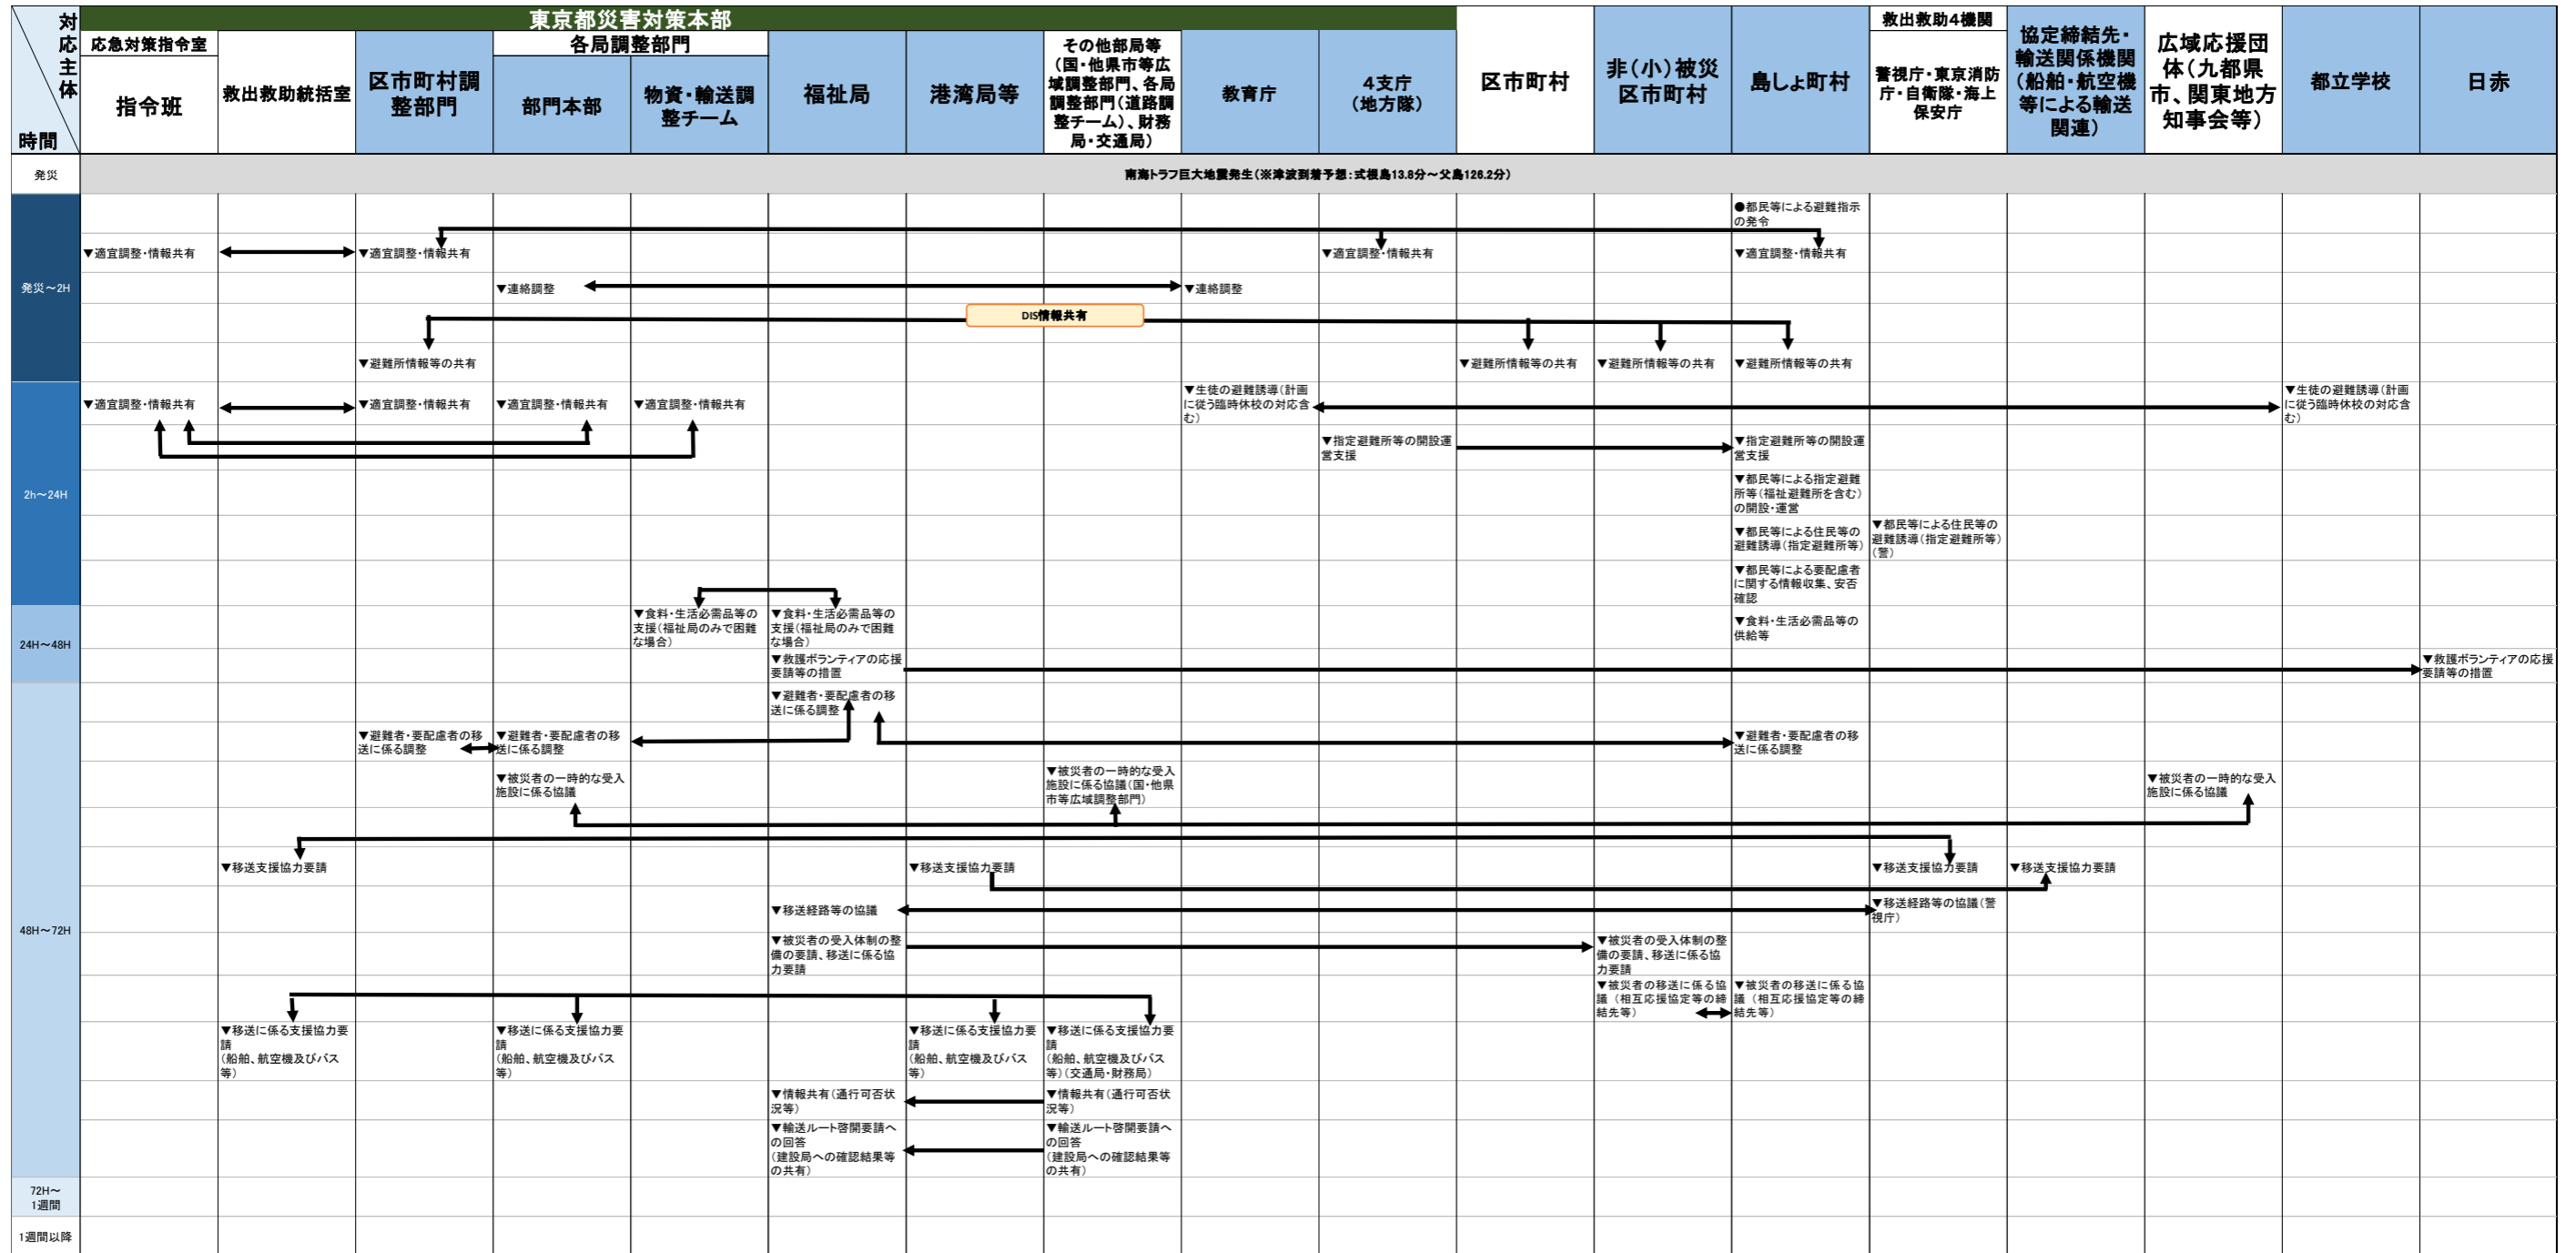 対応主体
時間
東京都災害対策本部
応急対策指令室
指令班
救出救助統括室
区市町村調
整部門
各局調整部門
部門本部
物資・輸送調
整チーム
福祉局
港湾局等
その他部局等
(国・他県市等広
域調整部門、各局
調整部門(道路調
整チーム)、財務
局・交通局)
教育庁
4支庁
(地方隊)
区市町村
非(小)被災
区市町村
島しょ町村
救出救助4機関
警視庁・東京消防
庁・自衛隊・海上
保安庁
協定締結先・
輸送関係機関
(船舶・航空機
等による輸送
関連)
広域応援団
体(九都県
市、関東地方
知事会等)
都立学校
日赤
発災
南海トラフ巨大地震発生(※津波到着予想:式根島13.8分~父島126.2分)
発災~2H
●都民等による避難指示
の発令
▼適宜調整・情報共有
▼適宜調整・情報共有
▼適宜調整・情報共有
▼適宜調整・情報共有
▼連絡調整
▼連絡調整
DIS情報共有
▼避難所情報等の共有
▼避難所情報等の共有
▼避難所情報等の共有
▼避難所情報等の共有
2h~24H
▼適宜調整・情報共有
▼適宜調整・情報共有
▼適宜調整・情報共有
▼適宜調整・情報共有
▼生徒の避難誘導(計画
に従う臨時休校の対応含
む)
▼生徒の避難誘導(計画
に従う臨時休校の対応含
む)
▼指定避難所等の開設運
営支援
▼指定避難所等の開設運
営支援
▼都民等による指定避難
所等(福祉避難所を含む)
の開設・運営
▼都民等による住民等の
避難誘導(指定避難所等)
▼都民等による住民等の
避難誘導(指定避難所等)
(警)
▼都民等による要配慮者
に関する情報収集、安否
確認
24H~48H
▼食料・生活必需品等の
支援(福祉局のみで困難
な場合)
▼食料・生活必需品等の
支援(福祉局のみで困難
な場合)
▼食料・生活必需品等の
供給等
▼救護ボランティアの応援
要請等の措置
▼救護ボランティアの応援
要請等の措置
48H~72H
▼避難者・要配慮者の移
送に係る調整
▼避難者・要配慮者の移
送に係る調整
▼避難者・要配慮者の移
送に係る調整
▼避難者・要配慮者の移
送に係る調整
▼被災者の一時的な受入
施設に係る協議
▼被災者の一時的な受入
施設に係る協議(国・他県
市等広域調整部門)
▼被災者の一時的な受入
施設に係る協議
▼移送支援協力要請
▼移送支援協力要請
▼移送支援協力要請
▼移送支援協力要請
▼移送経路等の協議
▼移送経路等の協議(警
視庁)
▼被災者の受入体制の整
備の要請、移送に係る協
力要請
▼被災者の受入体制の整
備の要請、移送に係る協
力要請
▼被災者の移送に係る協
議(相互応援協定等の締
結先等)
▼被災者の移送に係る協
議(相互応援協定等の締
結先等)
▼移送に係る支援協力要
請
(船舶、航空機及びバス
等)
▼移送に係る支援協力要
請
(船舶、航空機及びバス
等)
▼移送に係る支援協力要
請
(船舶、航空機及びバス
等)
▼移送に係る支援協力要
請
(船舶、航空機及びバス
等)(交通局・財務局)
▼情報共有(通行可否状
況等)
▼情報共有(通行可否状
況等)
▼輸送ルート啓開要請へ
の回答
(建設局への確認結果等
の共有)
▼輸送ルート啓開要請へ
の回答
(建設局への確認結果等
の共有)
72H~
1週間
1週間以降